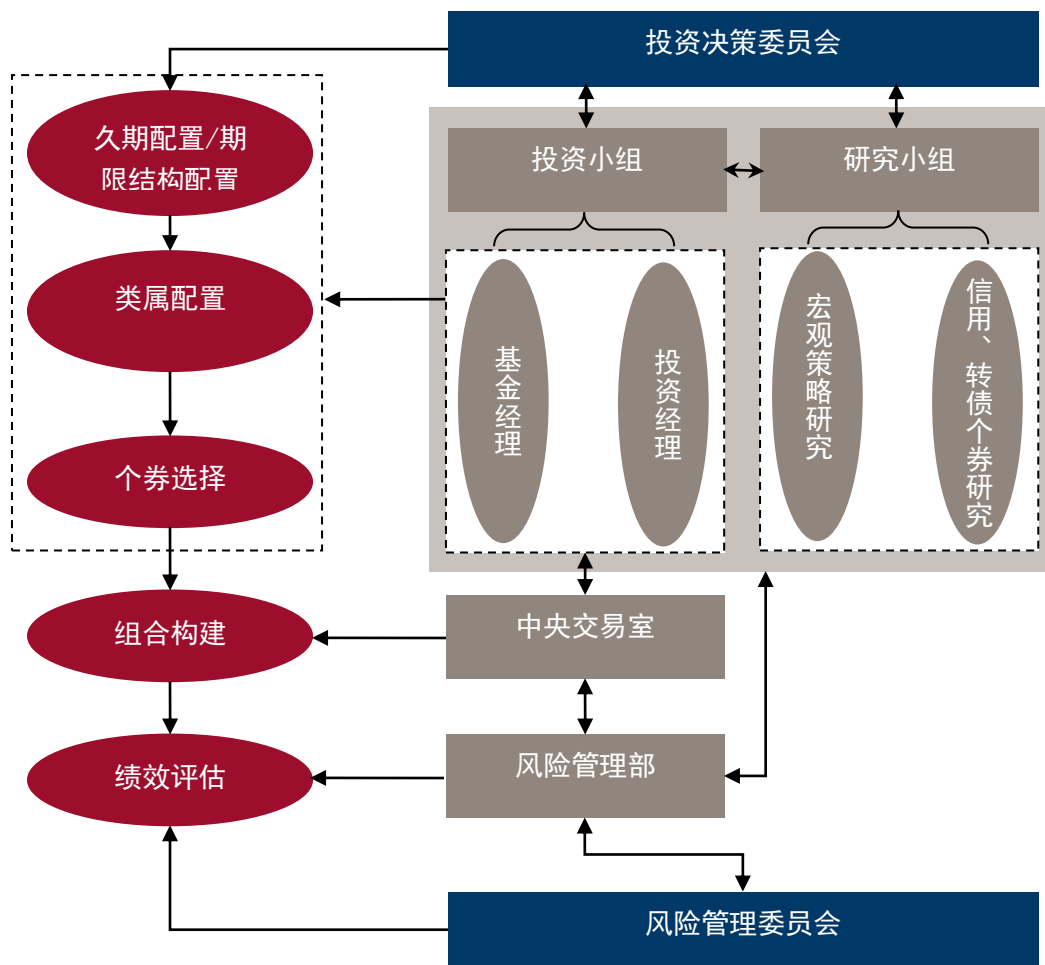 投资决策委员会
久期配置/期
限结构配置
投资小组
研究小组
类属配置
基金经理
投资经理
宏观策略研究
信用、转债个券研究
个券选择
组合构建
中央交易室
绩效评估
风险管理部
风险管理委员会